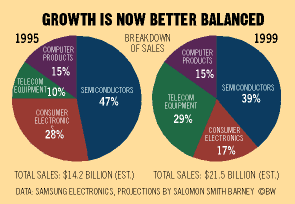 GROWTH IS NOW BETTER BALANCED
1995
BREAKDOWN
OF SALES
1999
COMPUTER
PRODUCTS
15%
TELECOM
EQUIPMENT 10%
SEMICONDUCTORS
47%
CONSUMER
ELECTRONICS
28%
COMPUTER
PRODUCTS
15%
SEMICONDUCTORS
39%
TELECOM
EQUIPMENT
29%
CONSUMER
ELECTRONICS
17%
TOTAL SALES: $14.2 BILLION (EST.)
TOTAL SALES: $21.5 BILLION (EST.)
DATA: SAMSUNG ELECTRONICS, PROJECTIONS BY SALOMON SMITH BARNEY ©BW